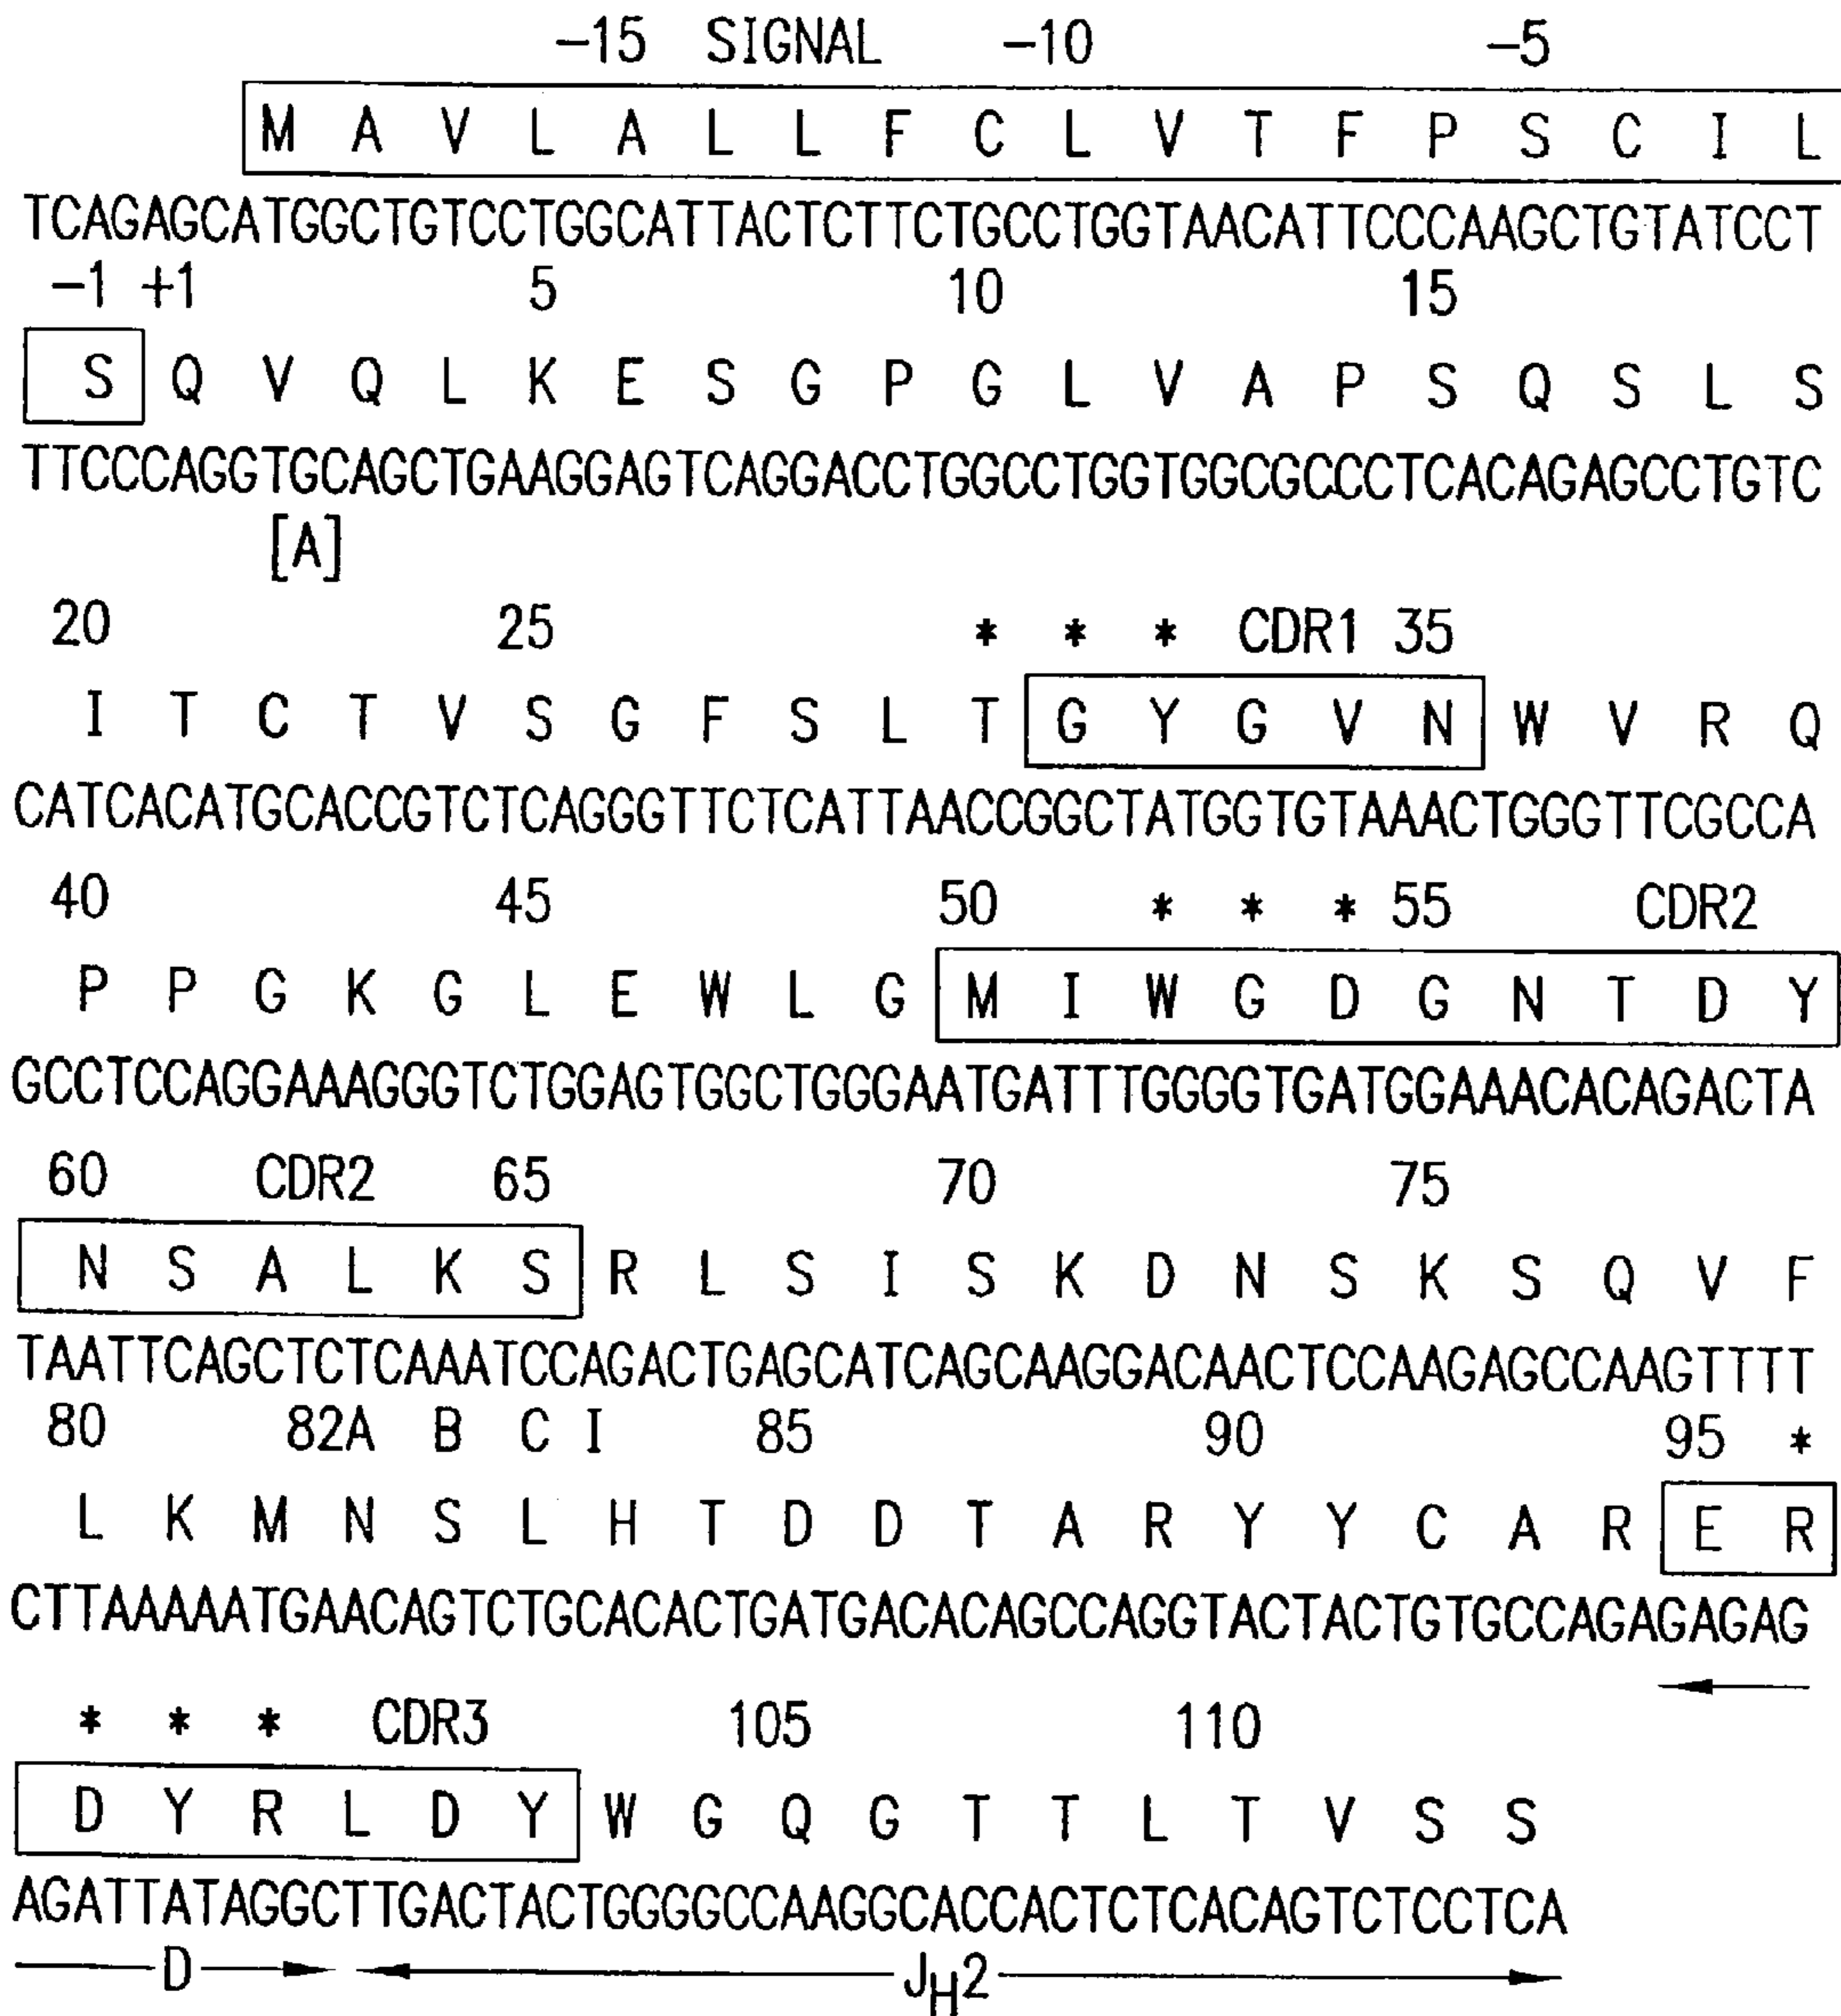 −15 SIGNAL −10 −5
M A V L A L L F C L V T F P S C I L
TCAGAGCATGGCTGTCCTGGCATTACTCTTCTGCCTGGTAACATTCCCAAGCTGTATCCT
−1 +1 5 10 15
S Q V Q L K E S G P G L V A P S Q S L S
TTCCCAGGTGCAGCTGAAGGAGTCAGGACCTGGCCTGGTGGCGCCCTCACAGAGCCTGTC
[A]
20 25 * * * CDR1 35
I T C T V S G F S L T G Y G V N W V R Q
CATCACATGCACCGTCTCAGGGTTCTCATTAACCGGCTATGGTGTAAACTGGGTTCGCCA
40 45 50 * * * 55 CDR2
P P G K G L E W L G M I W G D G N T D Y
GCCTCCAGGAAAGGGTCTGGAGTGGCTGGGAATGATTTGGGGTGATGGAAACACAGACTA
60 CDR2 65 70 75
N S A L K S R L S I S K D N S K S Q V F
TAATTCAGCTCTCAAATCCAGACTGAGCATCAGCAAGGACAACTCCAAGAGCCAAGTTTT
80 82A B C I 85 90 95 *
L K M N S L H T D D T A R Y Y C A R E R
CTTAAAAATGAACAGTCTGCACACTGATGACACAGCCAGGTACTACTGTGCCAGAGAGAG
* * * CDR3 105 110
D Y R L D Y W G Q G T T L T V S S
AGATTATAGGCTTGACTACTGGGGCCAAGGCACCACTCTCACAGTCTCCTCA
D JH2